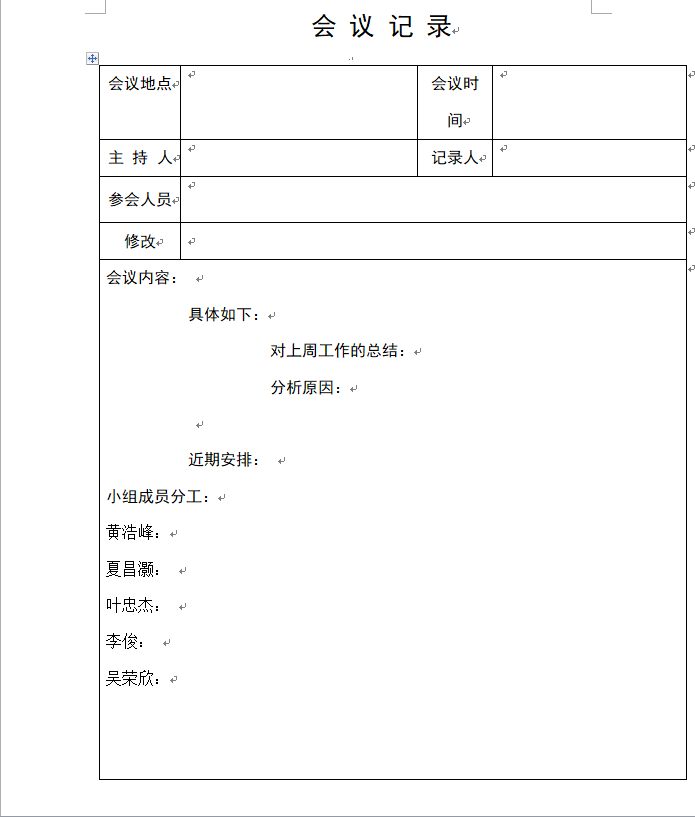 会 议 记 录
会议地点
会议时
间
主 持 人
记录人
参会人员
修改
会议内容：
具体如下：
对上周工作的总结：
分析原因：
近期安排：
小组成员分工：
黄浩峰：
夏昌灏：
叶忠杰：
李俊：
吴荣欣：